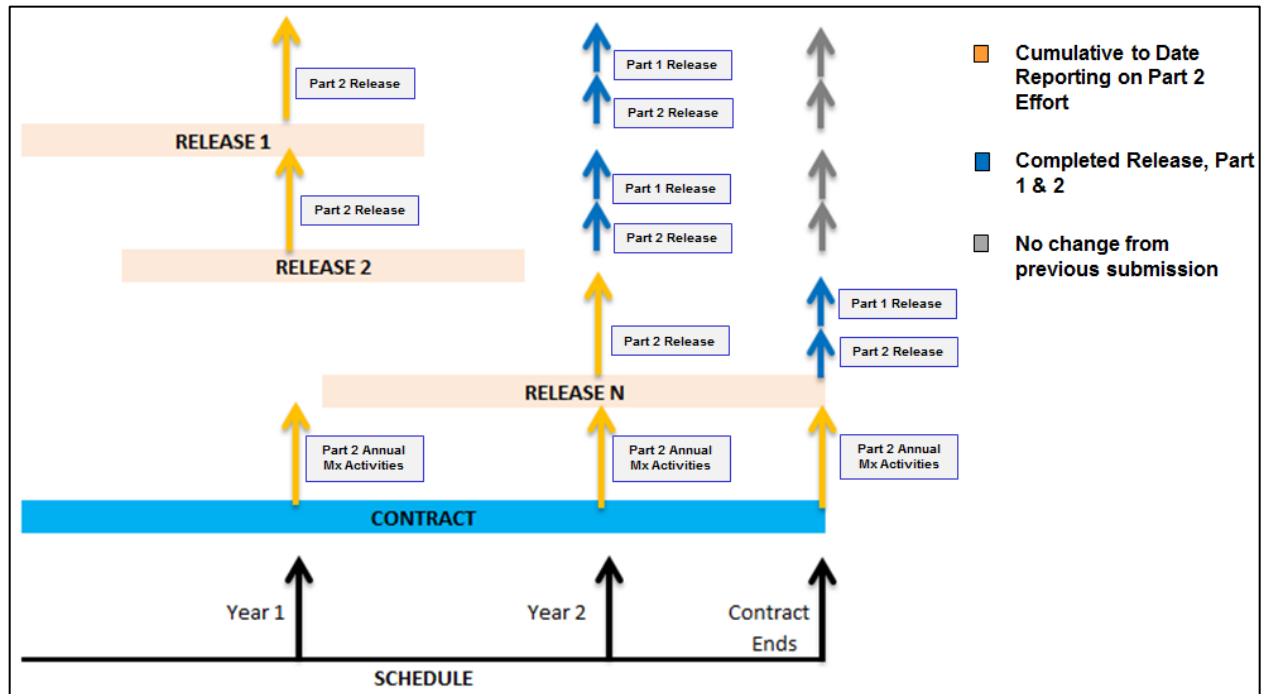 Part 2 Release
Part 1 Release
Part 2 Release
RELEASE 1
Part 2 Release
Part 1 Release
Part 2 Release
RELEASE 2
Part 2 Release
Part 1 Release
Part 2 Release
RELEASE N
Part 2 Annual
Mx Activities
Part 2 Annual
Mx Activities
Part 2 Annual
Mx Activities
CONTRACT
Year 1
Year 2
Contract
Ends
SCHEDULE
Cumulative to Date
Reporting on Part 2
Effort
Completed Release, Part
1 & 2
No change from
previous submission